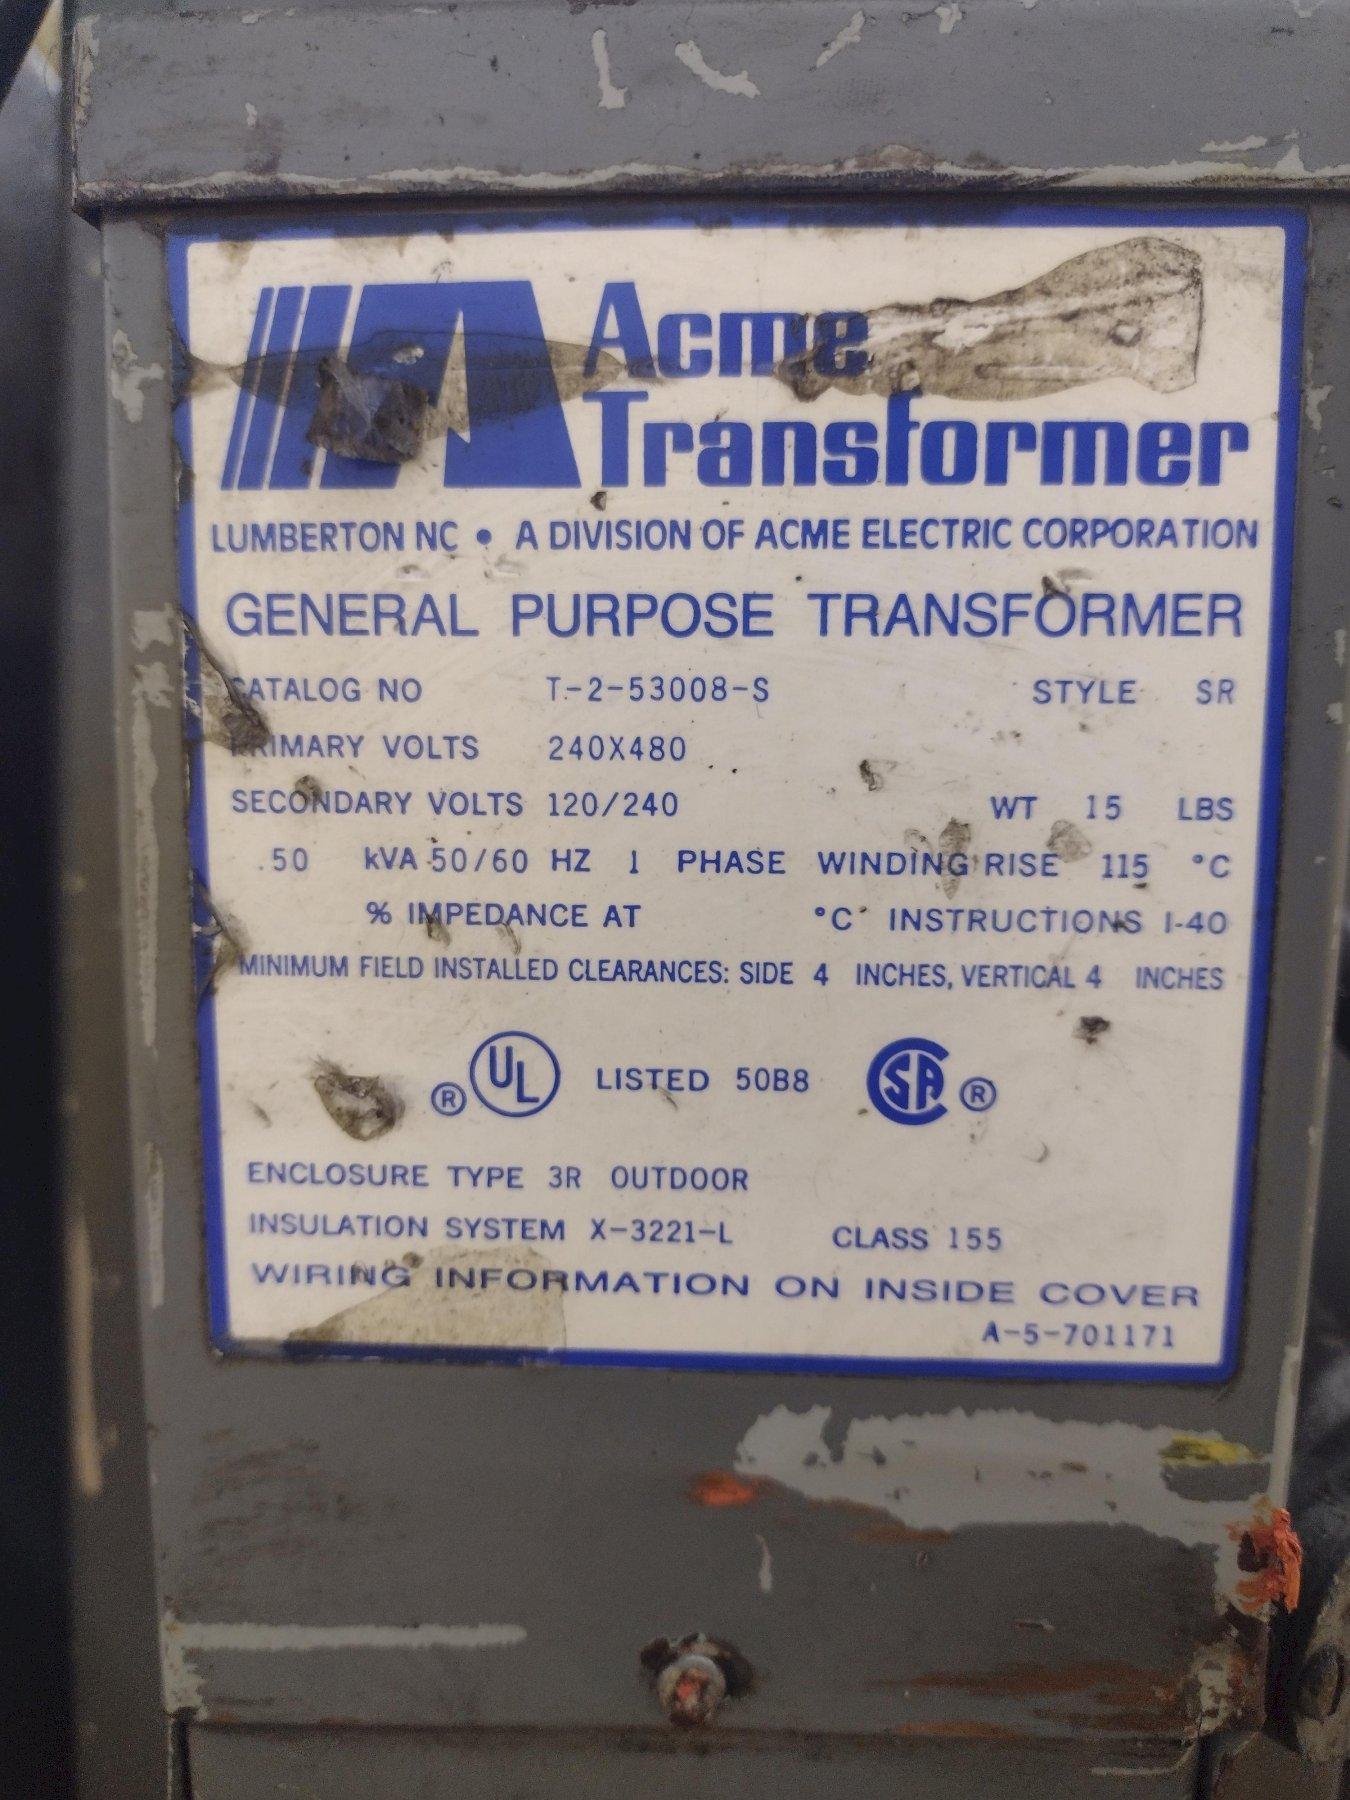 Acme
Transformer
LUMBERTON NC • A DIVISION OF ACME ELECTRIC CORPORATION
GENERAL PURPOSE TRANSFORMER
CATALOG NO T-2-53008-S STYLE SR
PRIMARY VOLTS 240X480
SECONDARY VOLTS 120/240 WT 15 LBS
.50 kVA 50/60 HZ 1 PHASE WINDING RISE 115 °C
% IMPEDANCE AT °C INSTRUCTIONS I-40
MINIMUM FIELD INSTALLED CLEARANCES: SIDE 4 INCHES, VERTICAL 4 INCHES
® UL LISTED 50B8 SA ®
ENCLOSURE TYPE 3R OUTDOOR
INSULATION SYSTEM X-3221-L CLASS 155
WIRING INFORMATION ON INSIDE COVER
A-5-701171